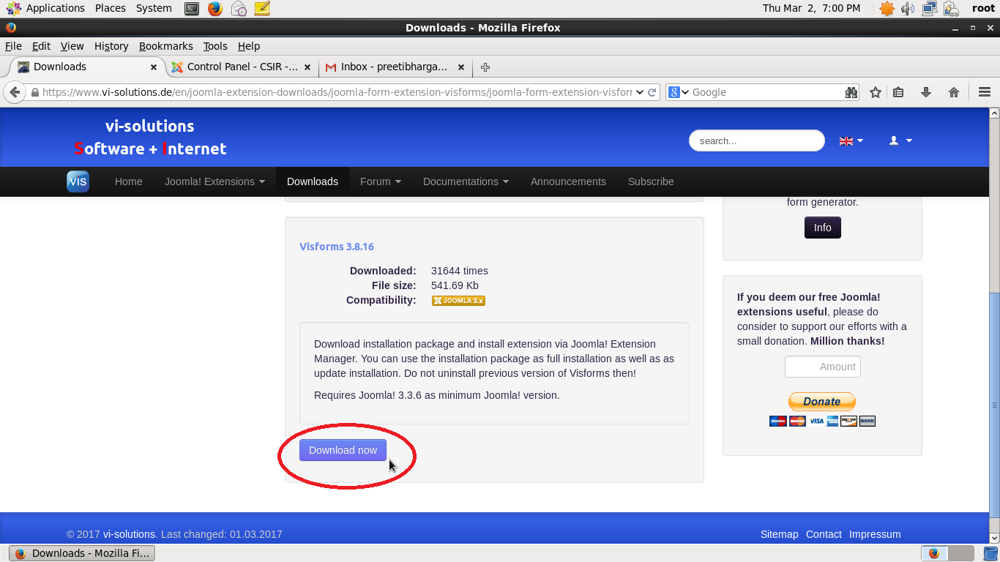 Applications Places System Thu Mar 2, 7:00 PM root
Downloads - Mozilla Firefox
File Edit View History Bookmarks Tools Help
Downloads Control Panel - CSIR -... Inbox - preetibharga...
https://www.vi-solutions.de/en/joomla-extension-downloads/joomla-form-extension-visforms/joomla-form-extension-visforn Google
vi-solutions
Software + Internet
search...
VIS Home Joomla! Extensions Downloads Forum Documentations Announcements Subscribe
form generator.
Info
Visforms 3.8.16
Downloaded: 31644 times
File size: 541.69 Kb
Compatibility: JOOMLA 3.x
Download installation package and install extension via Joomla! Extension
Manager. You can use the installation package as full installation as well as as
update installation. Do not uninstall previous version of Visforms then!
Requires Joomla! 3.3.6 as minimum Joomla! version.
Download now
If you deem our free Joomla!
extensions useful, please do
consider to support our efforts with a
small donation. Million thanks!
Amount
Donate
Maestro MasterCard VISA DISCOVER BANK
© 2017 vi-solutions. Last changed: 01.03.2017
Sitemap Contact Impressum
Downloads - Mozilla Fi...